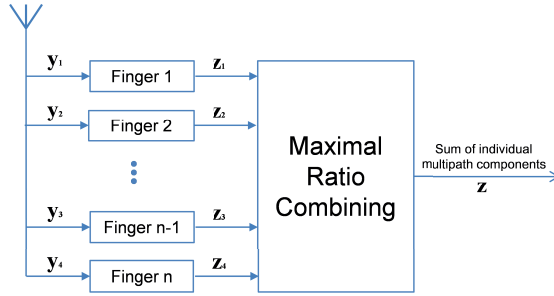 y₁ Finger 1 z₁
y₂ Finger 2 z₂
y₃ Finger n-1 z₃
y₄ Finger n z₄
Maximal
Ratio
Combining
Sum of individual
multipath components
z